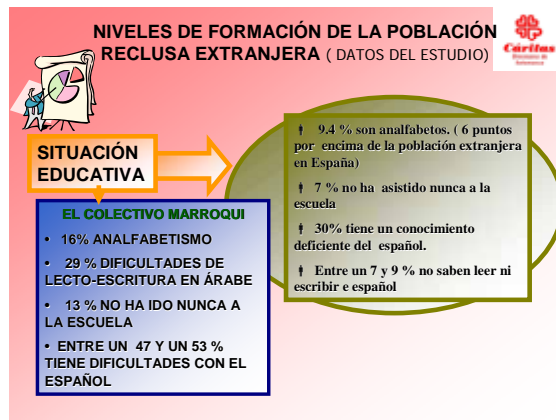 NIVELES DE FORMACIÓN DE LA POBLACIÓN
RECLUSA EXTRANJERA ( DATOS DEL ESTUDIO)
Cáritas
Diocesana de
Salamanca
SITUACIÓN
EDUCATIVA
9.4 % son analfabetos. ( 6 puntos
por encima de la población extranjera
en España)
7 % no ha asistido nunca a la
escuela
30% tiene un conocimiento
deficiente del español.
Entre un 7 y 9 % no saben leer ni
escribir e español
EL COLECTIVO MARROQUI
• 16% ANALFABETISMO
• 29 % DIFICULTADES DE
LECTO-ESCRITURA EN ÁRABE
• 13 % NO HA IDO NUNCA A
LA ESCUELA
• ENTRE UN 47 Y UN 53 %
TIENE DIFICULTADES CON EL
ESPAÑOL